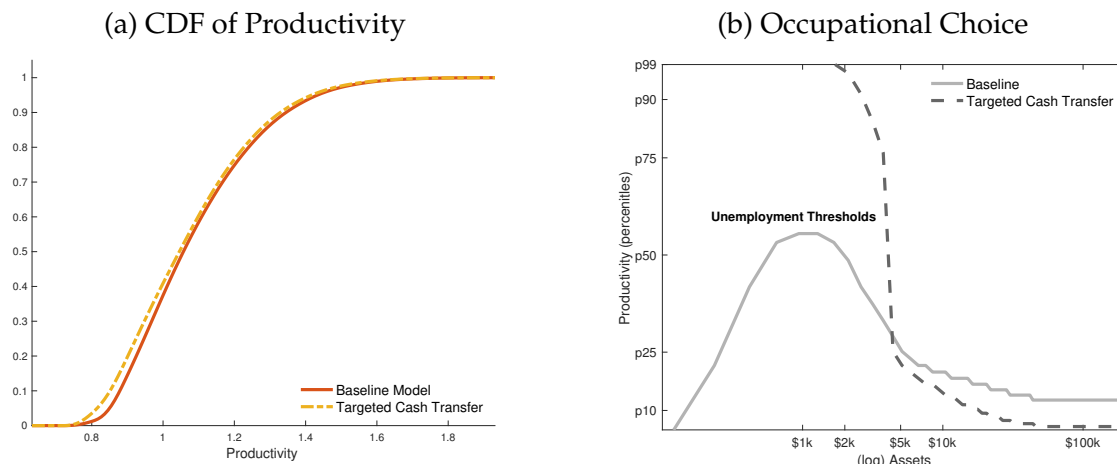 (a) CDF of Productivity
1
0.9
0.8
0.7
0.6
0.5
0.4
0.3
0.2
0.1
0
0.8
1
1.2
1.4
1.6
1.8
Productivity
Baseline Model
Targeted Cash Transfer
(b) Occupational Choice
p99
p90
p75
p50
p25
p10
Productivity (percenitles)
Baseline
Targeted Cash Transfer
Unemployment Thresholds
$1k
$2k
$5k
$10k
$100k
(log) Assets